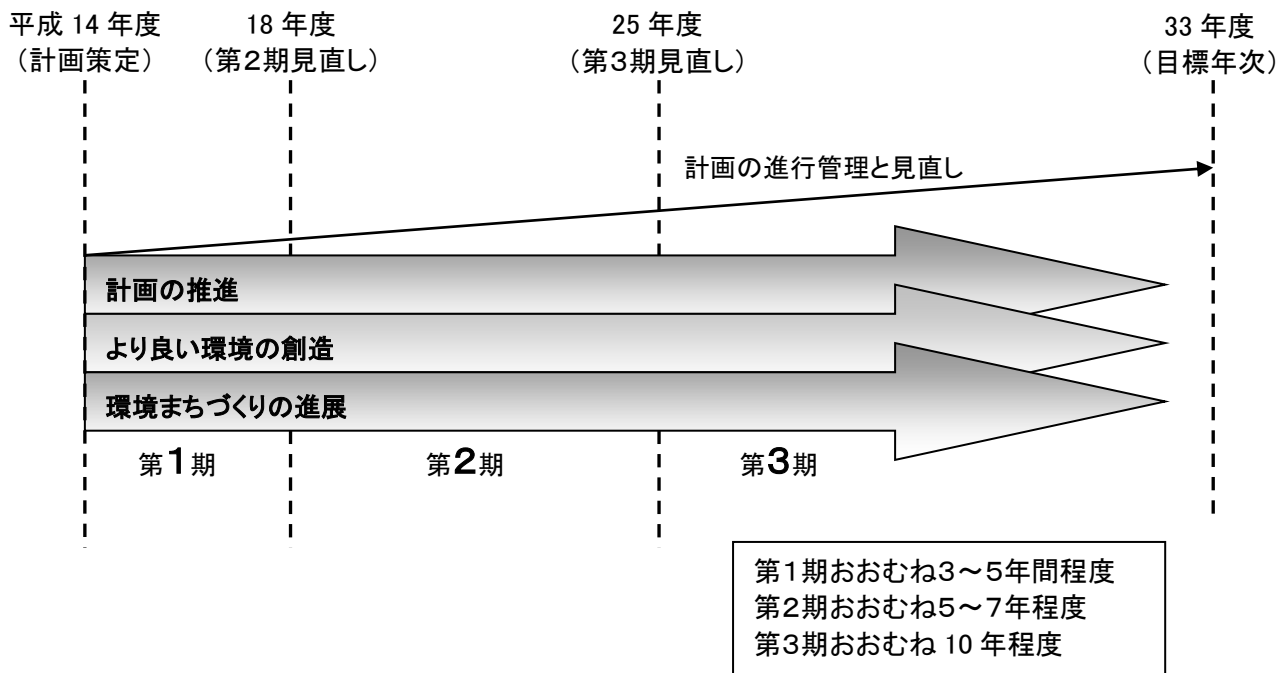 平成 14 年度
(計画策定)
18 年度
(第2期見直し)
25 年度
(第3期見直し)
33 年度
(目標年次)
計画の進行管理と見直し
計画の推進
より良い環境の創造
環境まちづくりの進展
第1期
第2期
第3期
第1期おおむね3~5年間程度
第2期おおむね5~7年程度
第3期おおむね 10 年程度